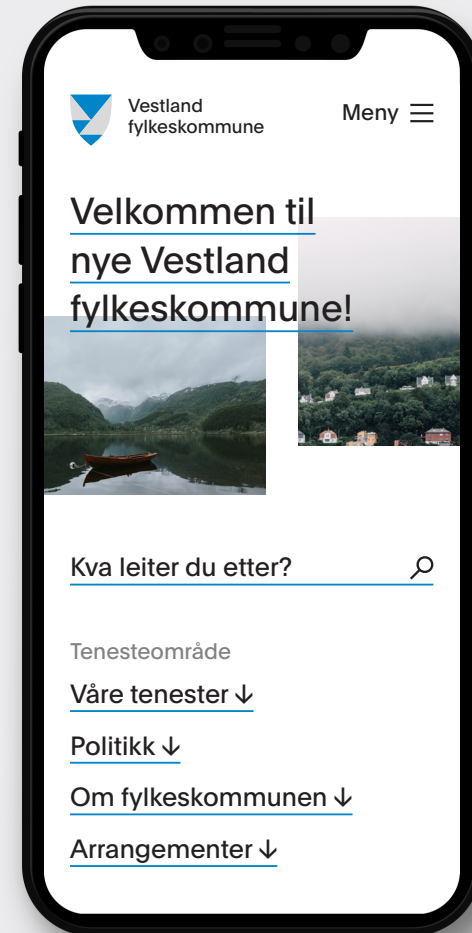 Vestland
fylkeskommune
Meny
Velkommen til
nye Vestland
fylkeskommune!
Kva leiter du etter?
Tenesteområde
Våre tenester ↓
Politikk ↓
Om fylkeskommunen ↓
Arrangementer ↓